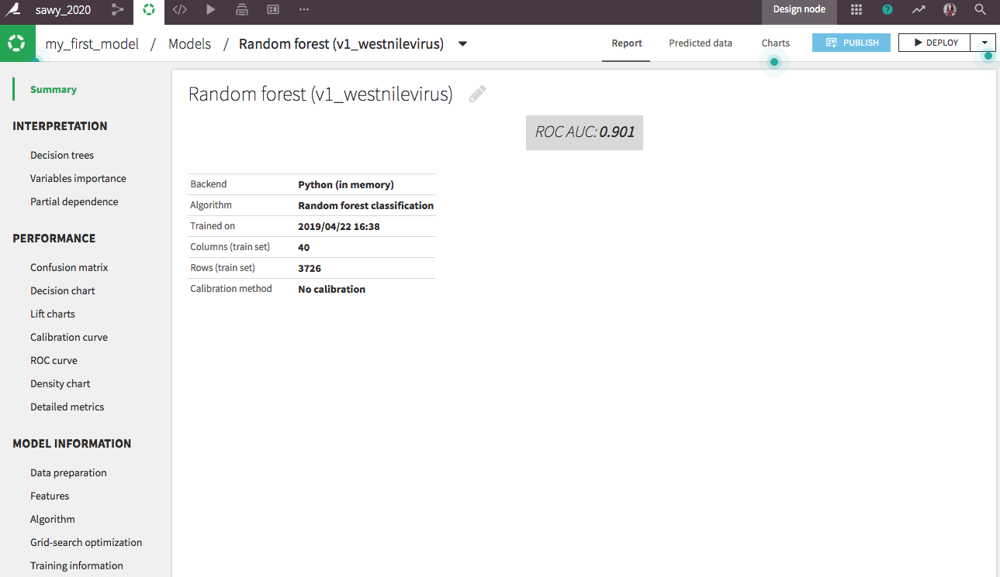 sawy_2020
Design node
my_first_model / Models / Random forest (v1_westnilevirus)
Report Predicted data Charts PUBLISH DEPLOY
Summary
INTERPRETATION
Decision trees
Variables importance
Partial dependence
PERFORMANCE
Confusion matrix
Decision chart
Lift charts
Calibration curve
ROC curve
Density chart
Detailed metrics
MODEL INFORMATION
Data preparation
Features
Algorithm
Grid-search optimization
Training information
Random forest (v1_westnilevirus)
ROC AUC: 0.901
Backend Python (in memory)
Algorithm Random forest classification
Trained on 2019/04/22 16:38
Columns (train set) 40
Rows (train set) 3726
Calibration method No calibration